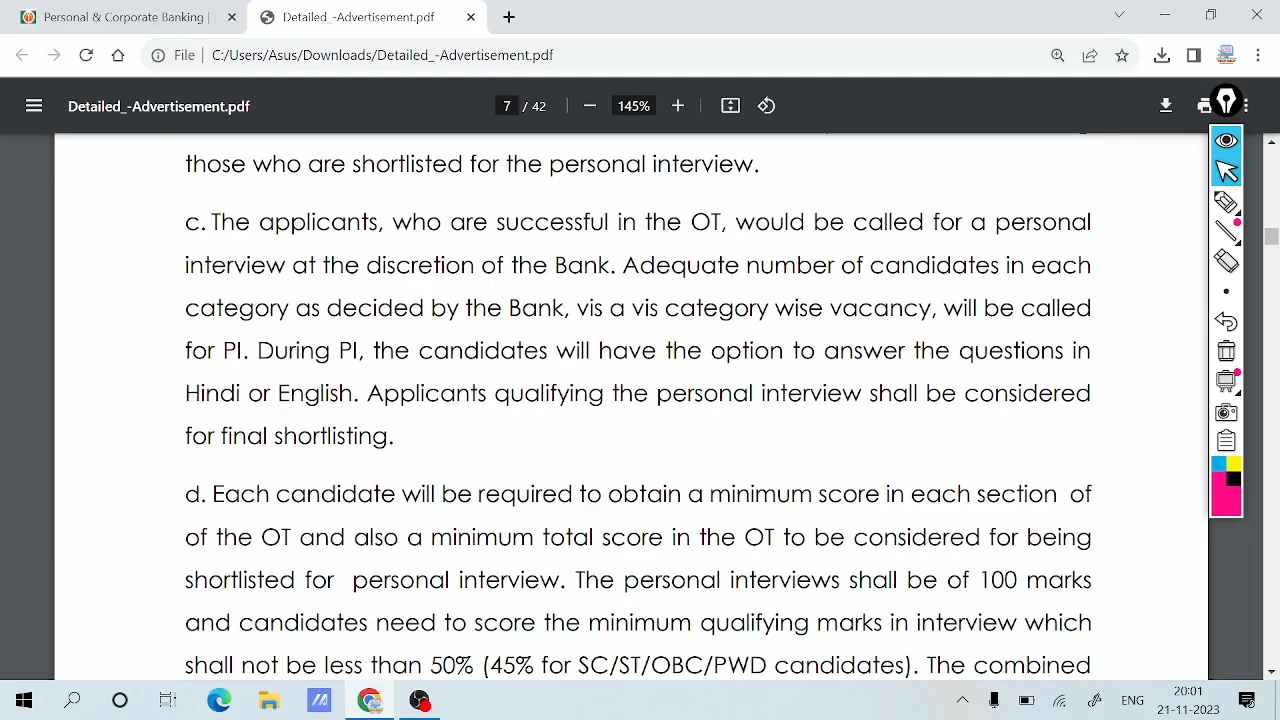 Personal & Corporate Banking |
Detailed_-Advertisement.pdf
File
C:/Users/Asus/Downloads/Detailed_-Advertisement.pdf
Detailed_-Advertisement.pdf
7 / 42
145%
those who are shortlisted for the personal interview.
c. The applicants, who are successful in the OT, would be called for a personal
interview at the discretion of the Bank. Adequate number of candidates in each
category as decided by the Bank, vis a vis category wise vacancy, will be called
for PI. During PI, the candidates will have the option to answer the questions in
Hindi or English. Applicants qualifying the personal interview shall be considered
for final shortlisting.
d. Each candidate will be required to obtain a minimum score in each section of
of the OT and also a minimum total score in the OT to be considered for being
shortlisted for personal interview. The personal interviews shall be of 100 marks
and candidates need to score the minimum qualifying marks in interview which
shall not be less than 50% (45% for SC/ST/OBC/PWD candidates). The combined
ENG
20:01
21-11-2023